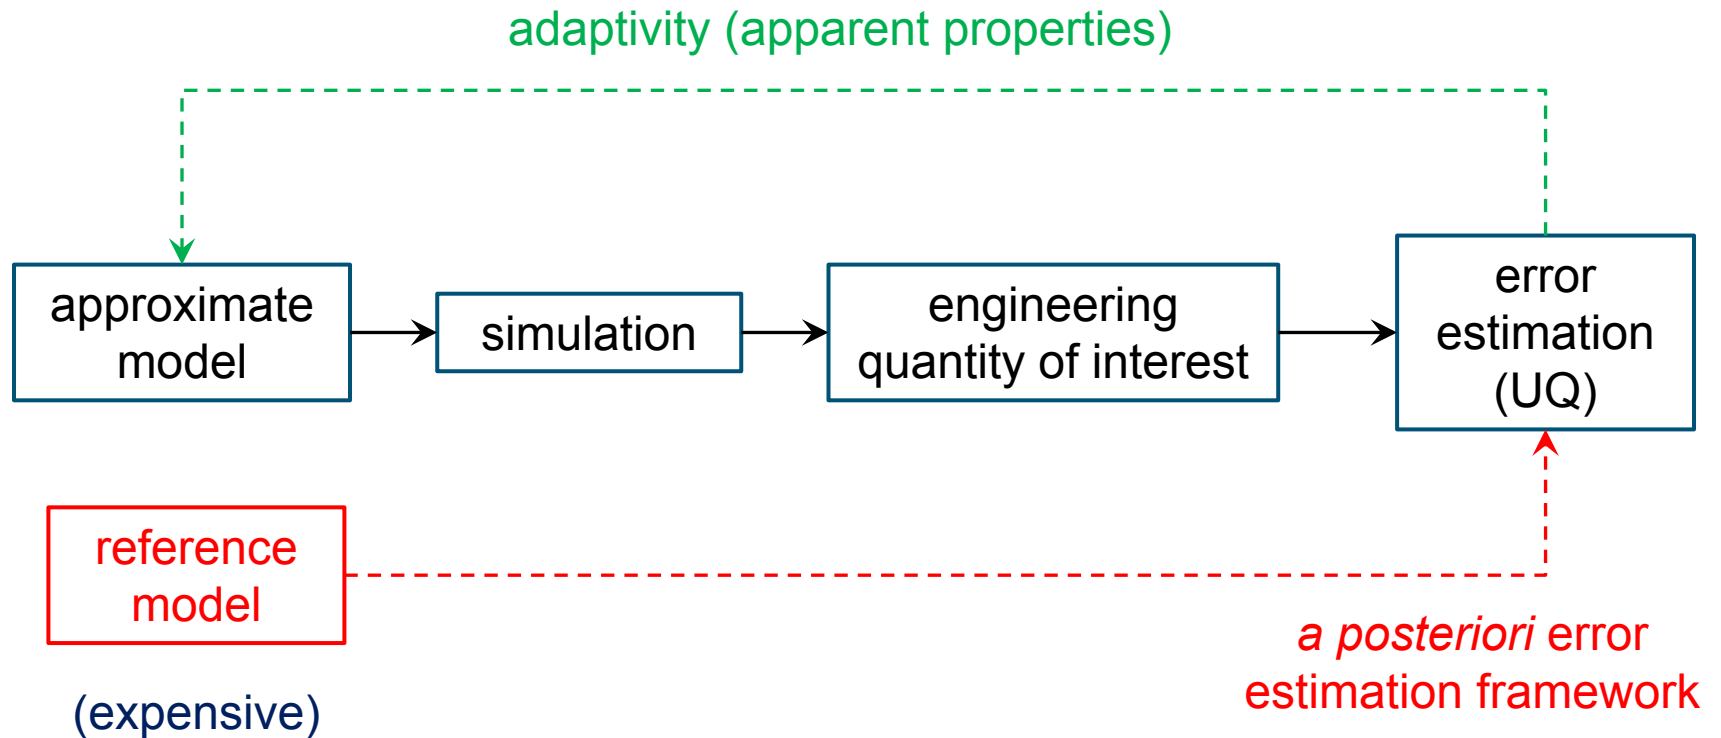 adaptivity (apparent properties)
approximate
model
simulation
engineering
quantity of interest
error
estimation
(UQ)
reference
model
(expensive)
a posteriori error
estimation framework